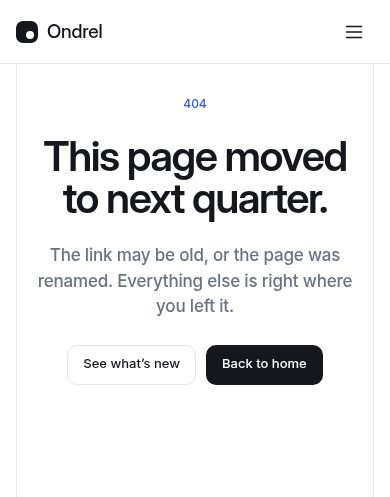 Ondrel
404
This page moved
to next quarter.
The link may be old, or the page was
renamed. Everything else is right where
you left it.
See what’s new
Back to home